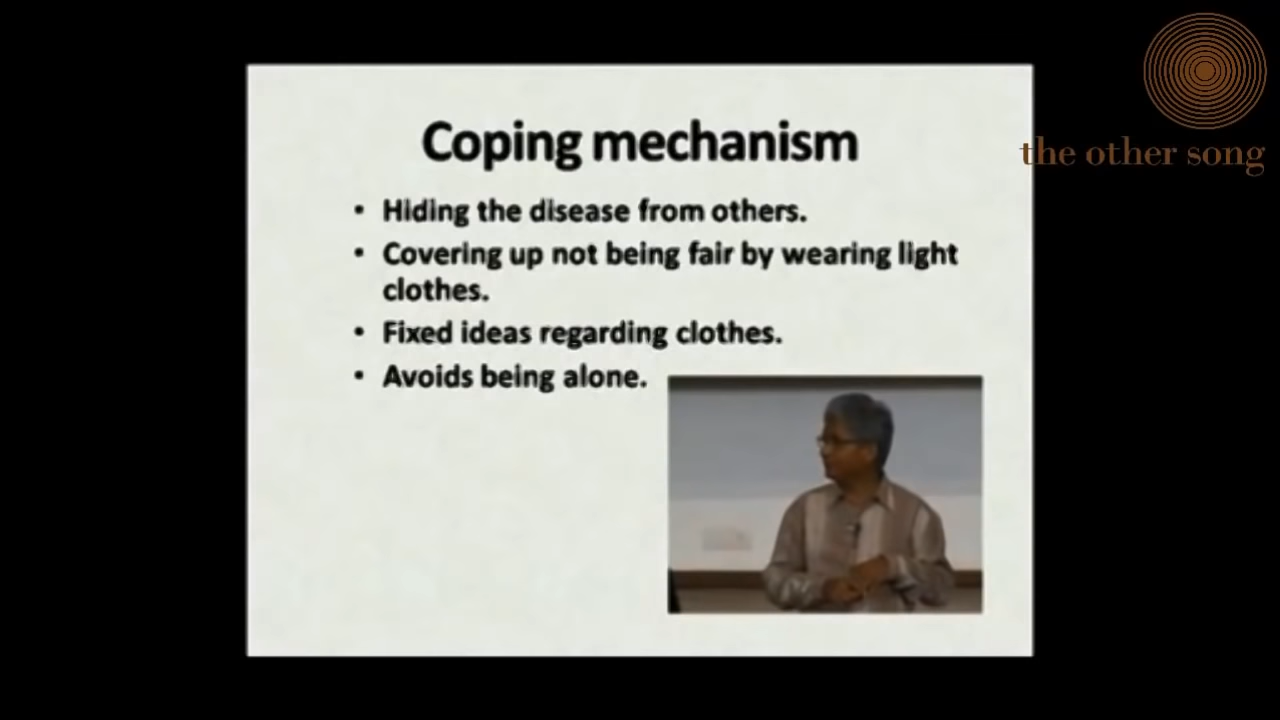 the other song
Coping mechanism
• Hiding the disease from others.
• Covering up not being fair by wearing light
clothes.
• Fixed ideas regarding clothes.
• Avoids being alone.